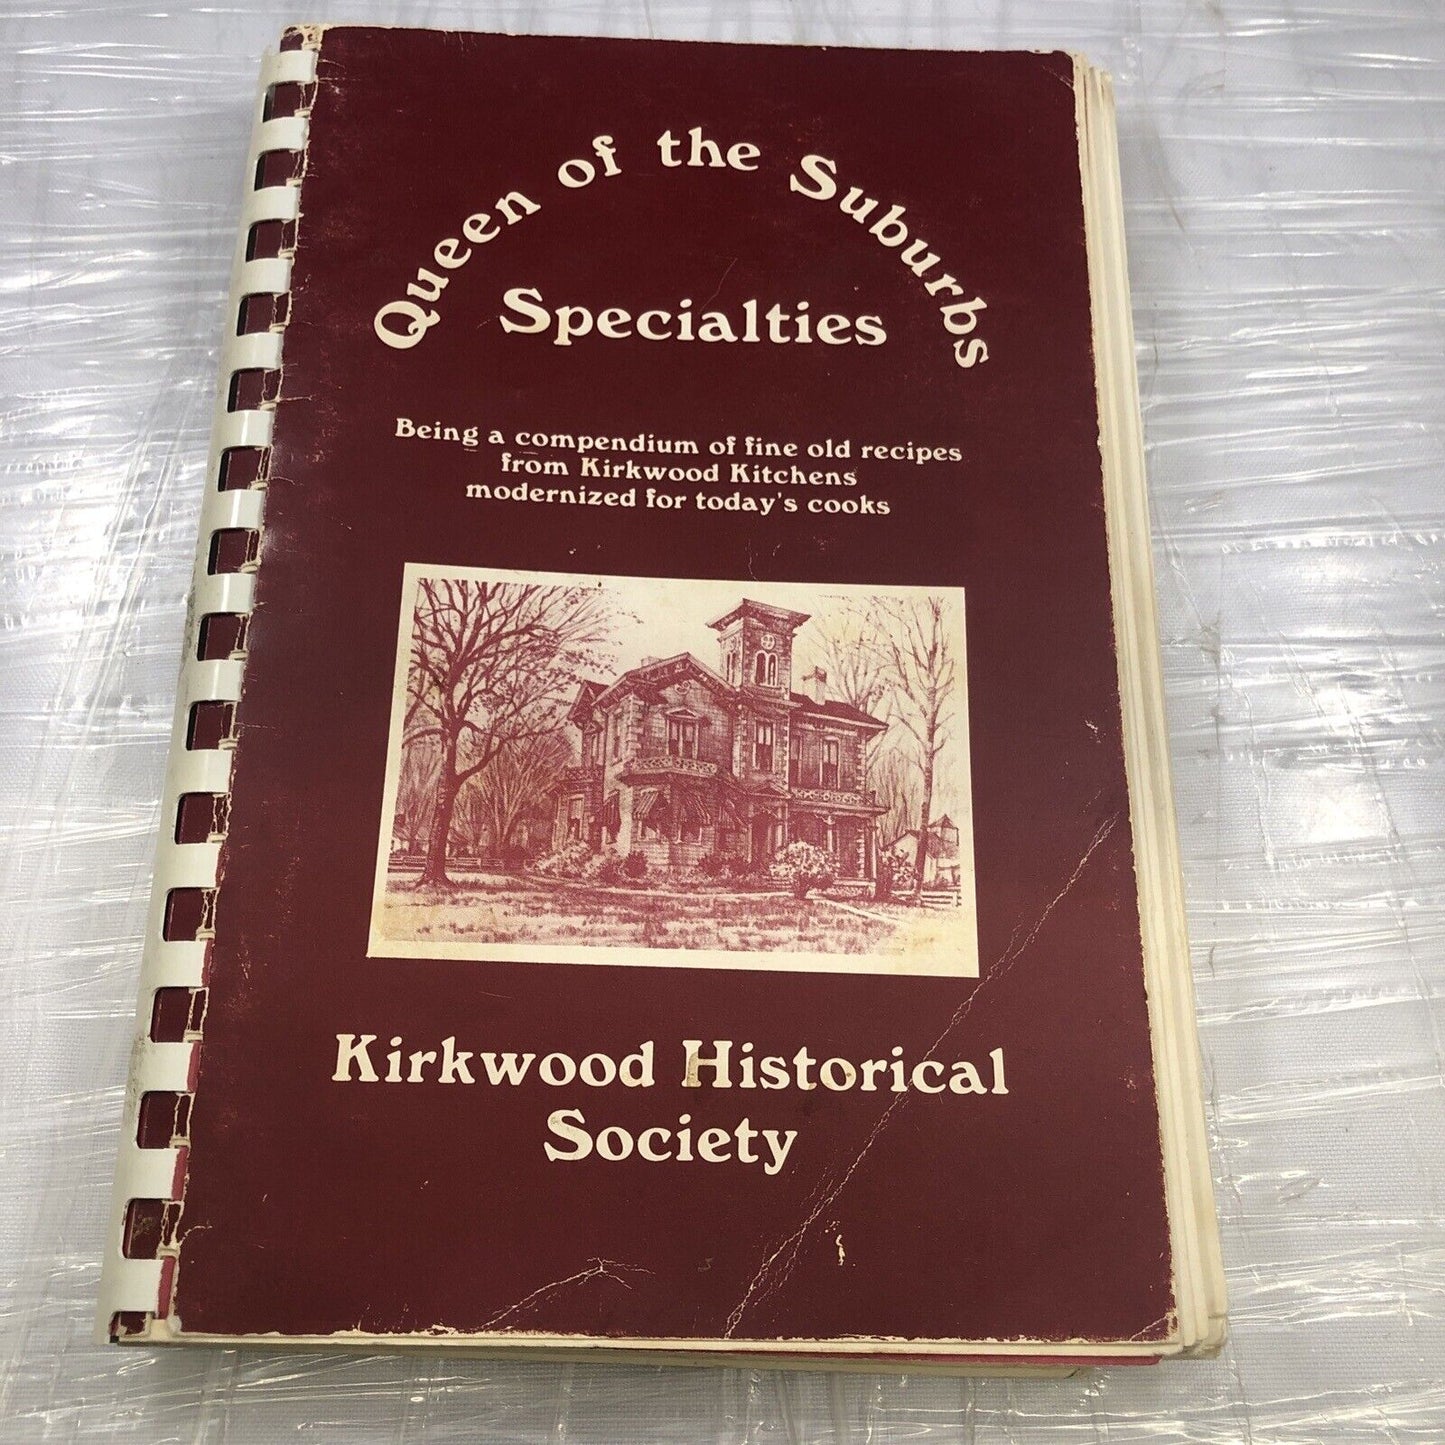 Queen of the Suburbs
Specialties
Being a compendium of fine old recipes
from Kirkwood Kitchens
modernized for today's cooks
Kirkwood Historical
Society